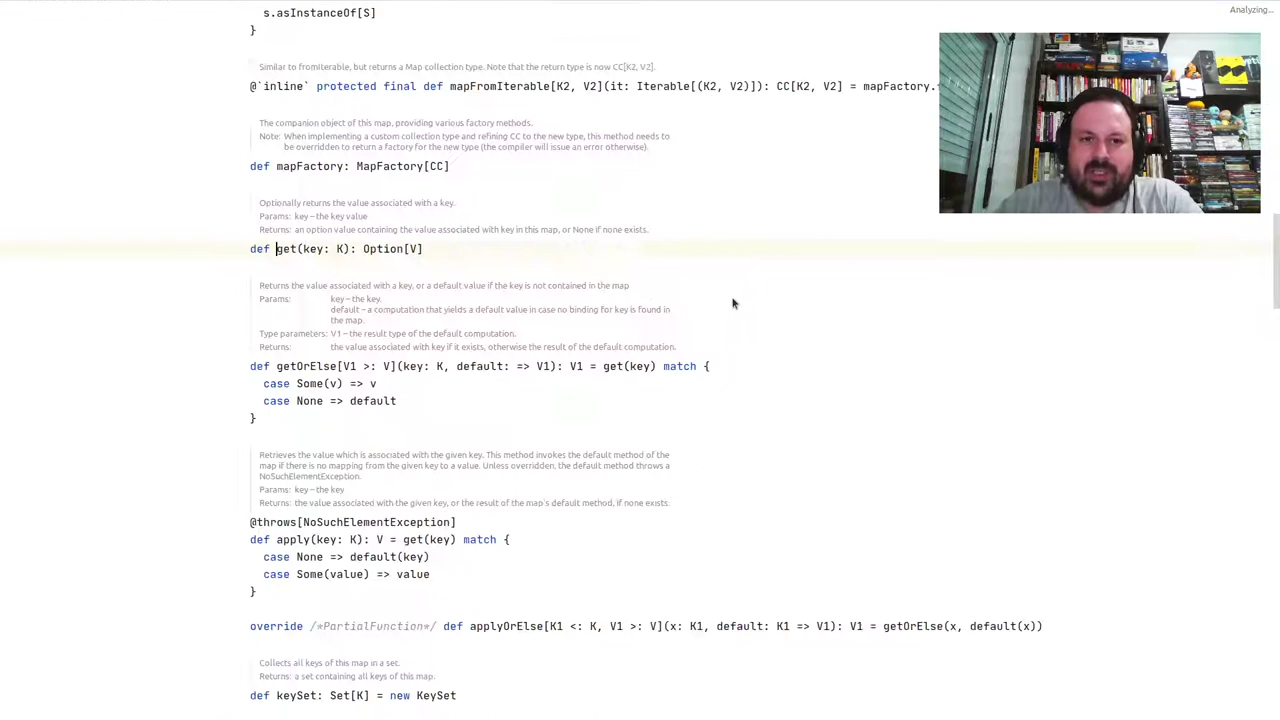 Analyzing...
s.asInstanceOf[S]
}
Similar to fromIterable, but returns a Map collection type. Note that the return type is now CC[K2, V2].
@`inline` protected final def mapFromIterable[K2, V2](it: Iterable[(K2, V2)]): CC[K2, V2] = mapFactory.
The companion object of this map, providing various factory methods.
Note: When implementing a custom collection type and refining CC to the new type, this method needs to
be overridden to return a factory for the new type (the compiler will issue an error otherwise).
def mapFactory: MapFactory[CC]
Optionally returns the value associated with a key.
Params: key – the key value
Returns: an option value containing the value associated with key in this map, or None if none exists.
def get(key: K): Option[V]
Returns the value associated with a key, or a default value if the key is not contained in the map
Params: key – the key.
default – a computation that yields a default value in case no binding for key is found in
the map.
Type parameters: V1 – the result type of the default computation.
Returns: the value associated with key if it exists, otherwise the result of the default computation.
def getOrElse[V1 >: V](key: K, default: => V1): V1 = get(key) match {
case Some(v) => v
case None => default
}
Retrieves the value which is associated with the given key. This method invokes the default method of the
map if there is no mapping from the given key to a value. Unless overridden, the default method throws a
NoSuchElementException.
Params: key – the key
Returns: the value associated with the given key, or the result of the map's default method, if none exists.
@throws[NoSuchElementException]
def apply(key: K): V = get(key) match {
case None => default(key)
case Some(value) => value
}
override /*PartialFunction*/ def applyOrElse[K1 <: K, V1 >: V](x: K1, default: K1 => V1): V1 = getOrElse(x, default(x))
Collects all keys of this map in a set.
Returns: a set containing all keys of this map.
def keySet: Set[K] = new KeySet